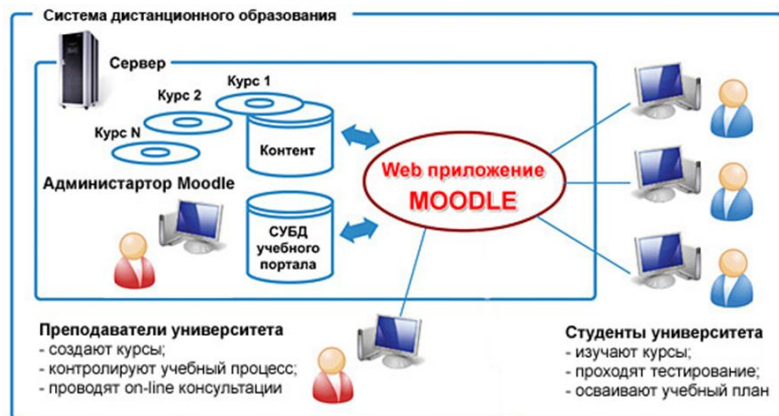 Система дистанционного образования
Сервер
Курс 1
Курс 2
Курс N
Контент
Администартор Moodle
СУБД
учебного
портала
Web приложение
MOODLE
Преподаватели университета
- создают курсы;
- контролируют учебный процесс;
- проводят on-line консультации
Студенты университета
- изучают курсы;
- проходят тестирование;
- осваивают учебный план